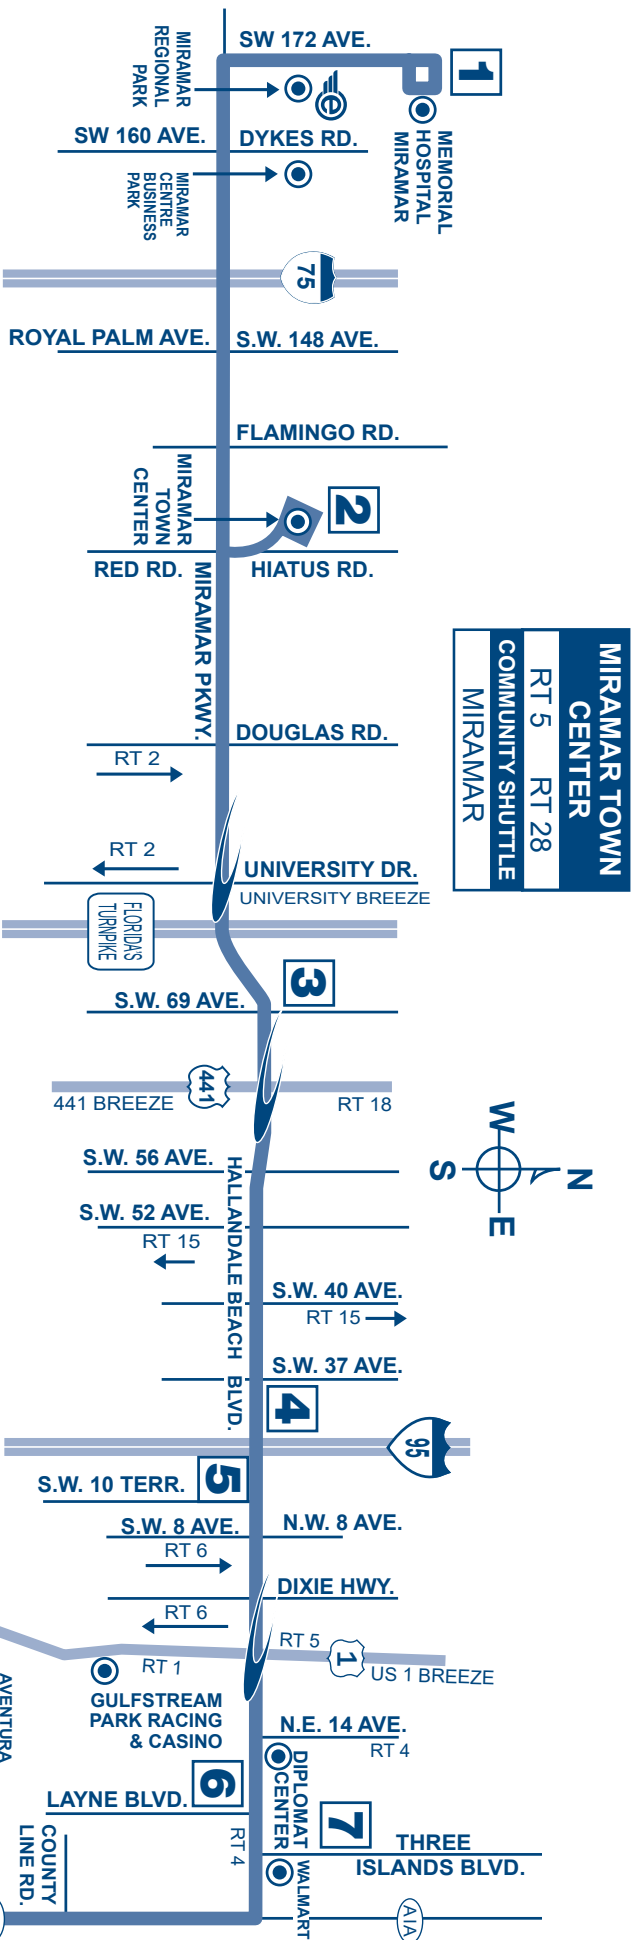 SW 172 AVE.
1
MEMORIAL
HOSPITAL
MIRAMAR
MIRAMAR
REGIONAL
PARK
e
SW 160 AVE.
DYKES RD.
MIRAMAR
CENTRE
BUSINESS
PARK
75
ROYAL PALM AVE.
S.W. 148 AVE.
FLAMINGO RD.
MIRAMAR
TOWN
CENTER
2
RED RD.
HIATUS RD.
MIRAMAR PKWY.
MIRAMAR TOWN
CENTER
RT 5 RT 28
COMMUNITY SHUTTLE
MIRAMAR
DOUGLAS RD.
RT 2
RT 2
UNIVERSITY DR.
UNIVERSITY BREEZE
FLORIDA'S
TURNPIKE
3
S.W. 69 AVE.
441
441 BREEZE
RT 18
N
W
E
S
S.W. 56 AVE.
HALLANDALE BEACH BLVD.
S.W. 52 AVE.
RT 15
S.W. 40 AVE.
RT 15
S.W. 37 AVE.
4
95
5
S.W. 10 TERR.
S.W. 8 AVE.
N.W. 8 AVE.
RT 6
DIXIE HWY.
RT 6
RT 5
1
US 1 BREEZE
RT 1
GULFSTREAM
PARK RACING
& CASINO
AVENTURA
N.E. 14 AVE.
RT 4
DIPLOMAT
CENTER
6
LAYNE BLVD.
7
THREE
ISLANDS BLVD.
RT 4
WALMART
COUNTY
LINE RD.
A1A